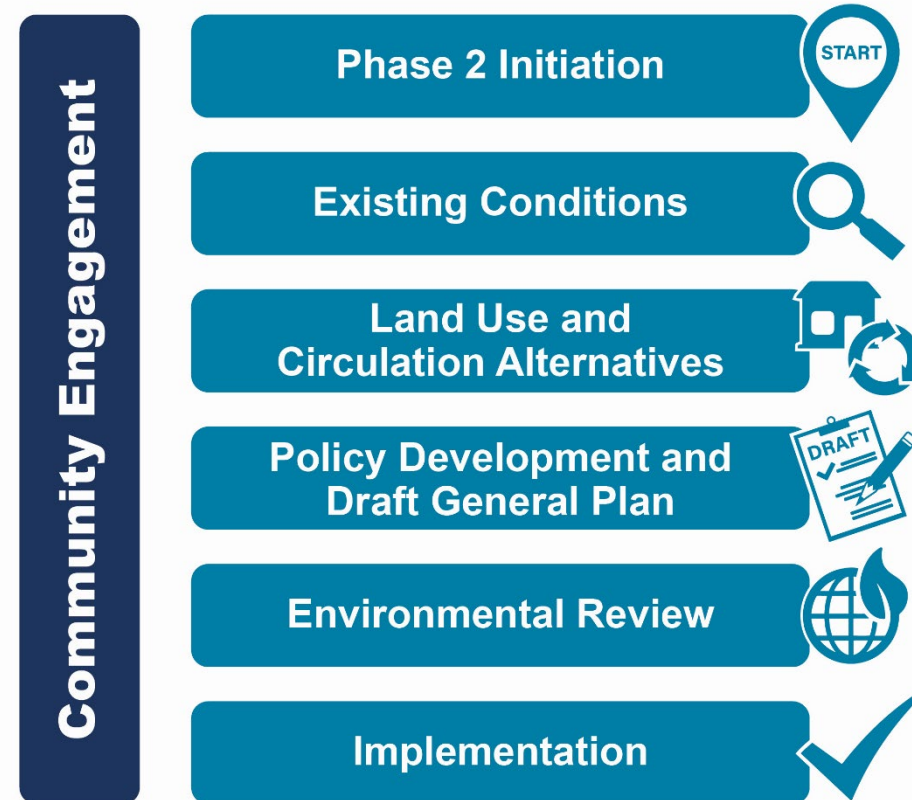 Community Engagement
Phase 2 Initiation
START
Existing Conditions
Land Use and
Circulation Alternatives
Policy Development and
Draft General Plan
DRAFT
Environmental Review
Implementation